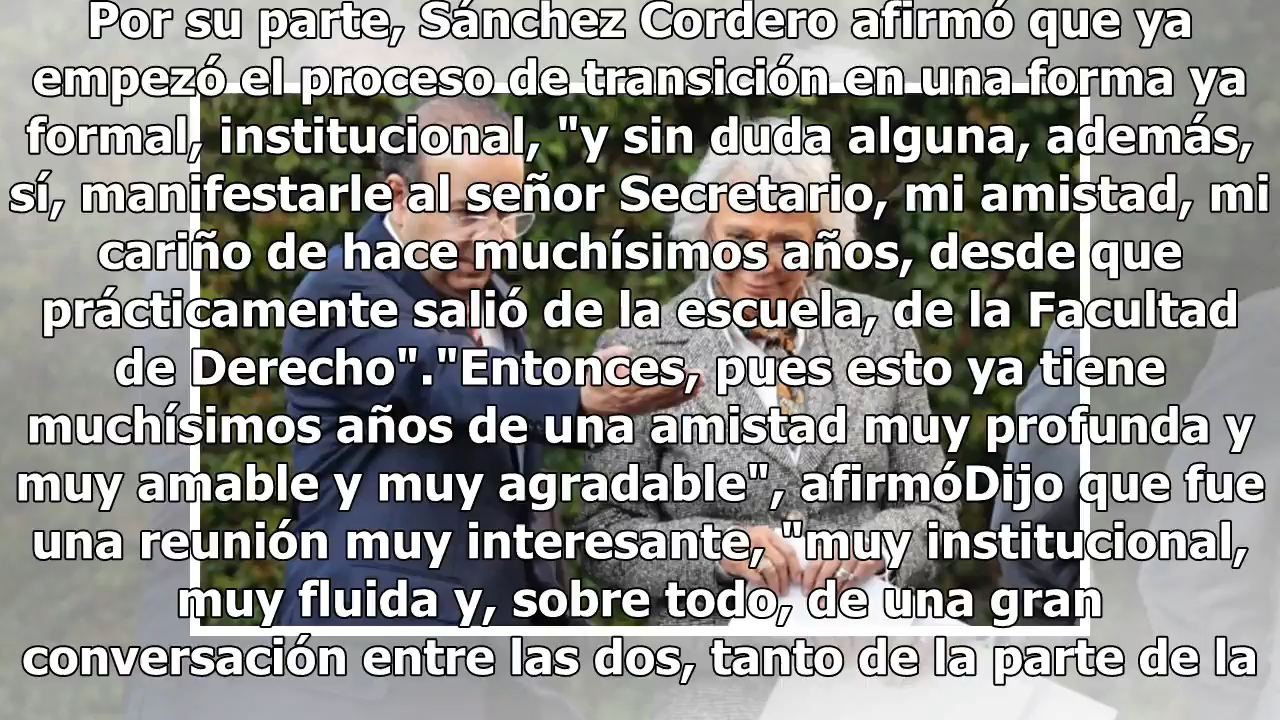 Por su parte, Sánchez Cordero afirmó que ya
empezó el proceso de transición en una forma ya
formal, institucional, "y sin duda alguna, además,
sí, manifestarle al señor Secretario, mi amistad, mi
cariño de hace muchísimos años, desde que
prácticamente salió de la escuela, de la Facultad
de Derecho"."Entonces, pues esto ya tiene
muchísimos años de una amistad muy profunda y
muy amable y muy agradable", afirmóDijo que fue
una reunión muy interesante, "muy institucional,
muy fluida y, sobre todo, de una gran
conversación entre las dos, tanto de la parte de la